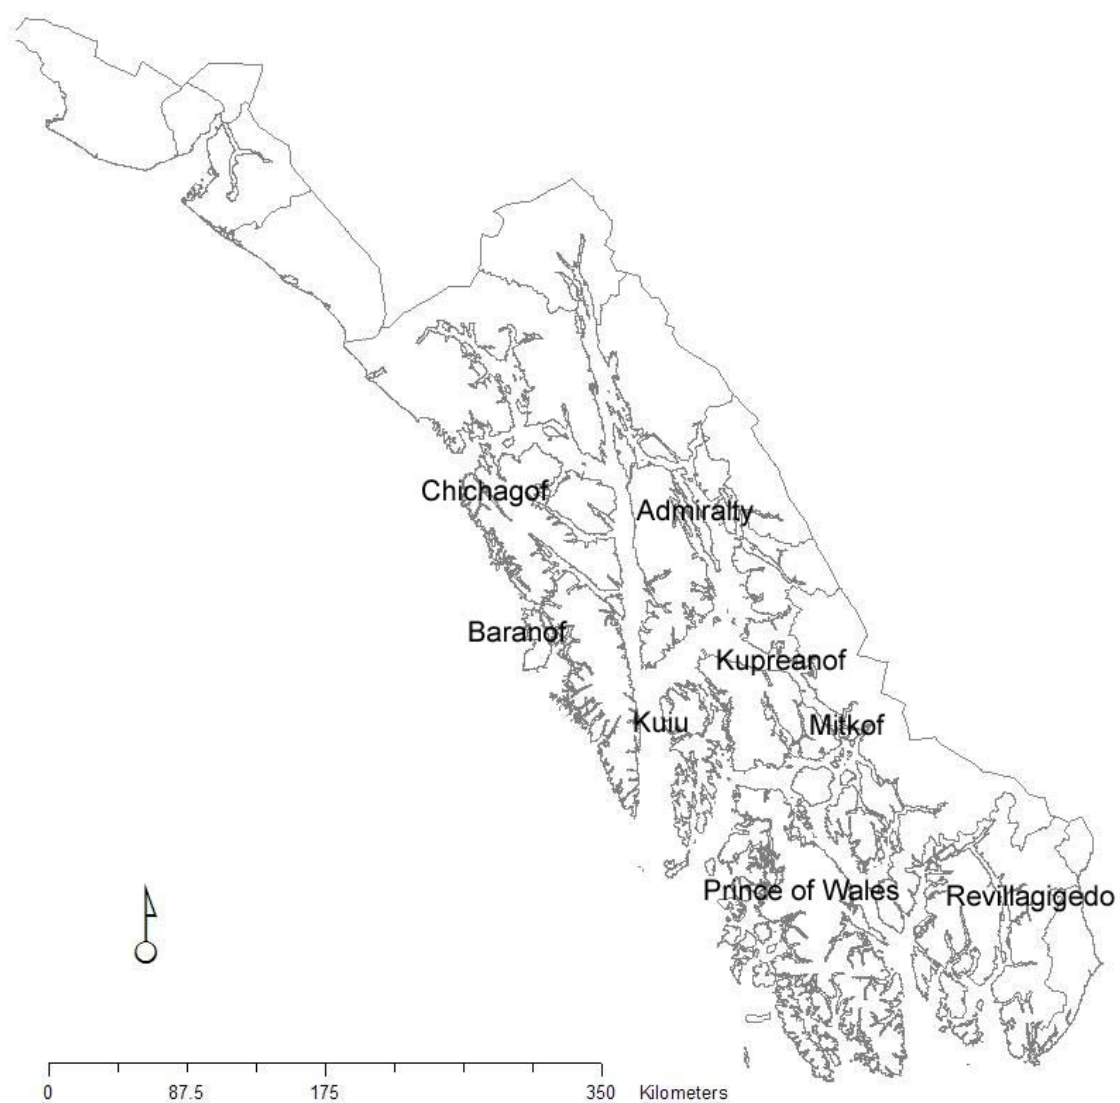 Chichagof
Admiralty
Baranof
Kupreanof
Kuiu
Mitkof
Prince of Wales
Revillagigedo
0 87.5 175 350 Kilometers